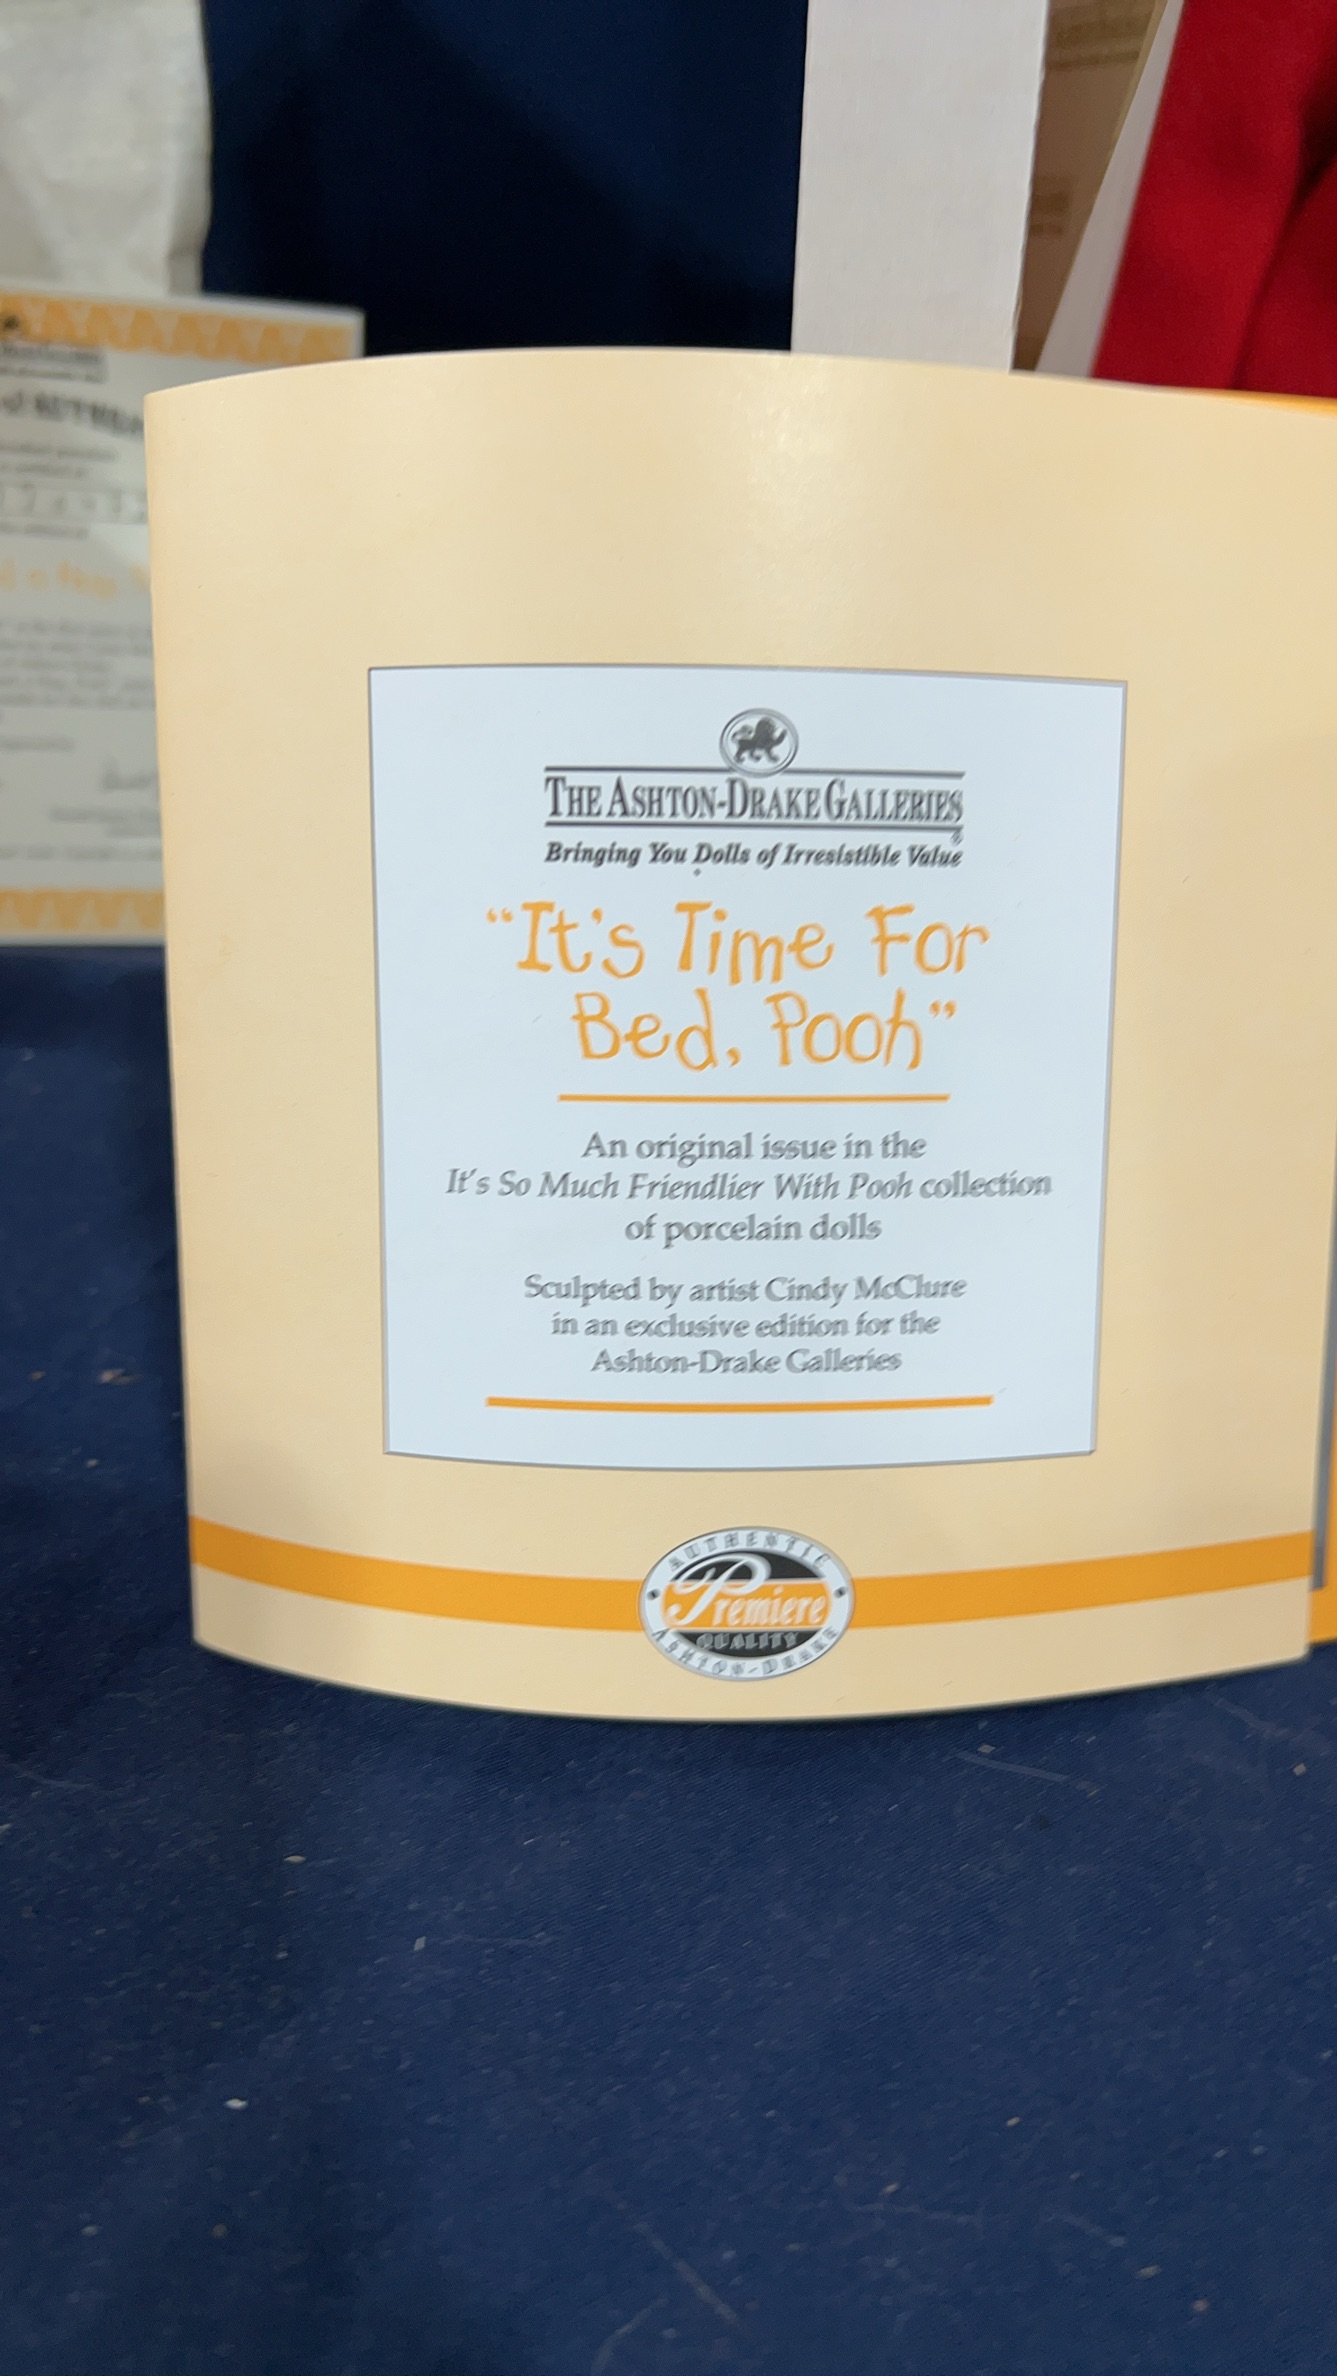 THE ASHTON-DRAKE GALLERIES
Bringing You Dolls of Irresistible Value
“It's Time For
Bed, Pooh”
An original issue in the
It's So Much Friendlier With Pooh collection
of porcelain dolls
Sculpted by artist Cindy McClure
in an exclusive edition for the
Ashton-Drake Galleries
AUTHENTIC
Premiere
QUALITY
ASHTON-DRAKE